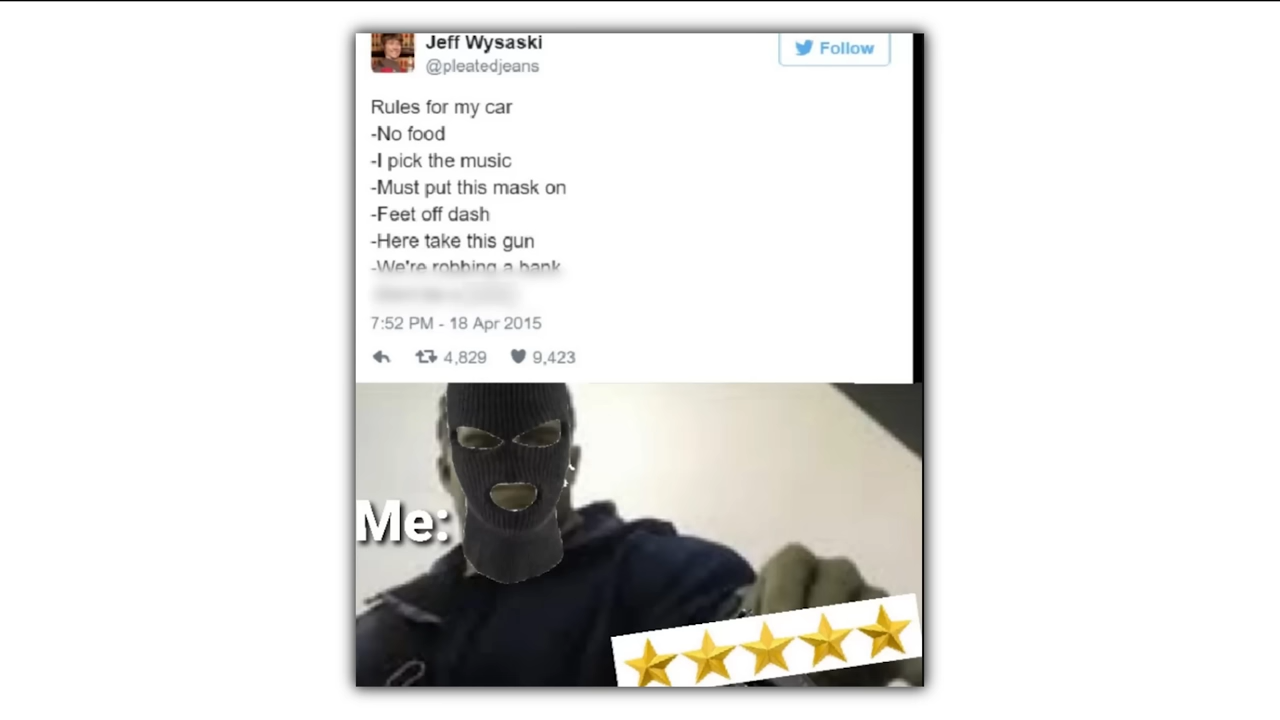 Jeff Wysaski
@pleatedjeans
Follow
Rules for my car
-No food
-I pick the music
-Must put this mask on
-Feet off dash
-Here take this gun
-We're robbing a bank
7:52 PM - 18 Apr 2015
4,829 9,423
Me: